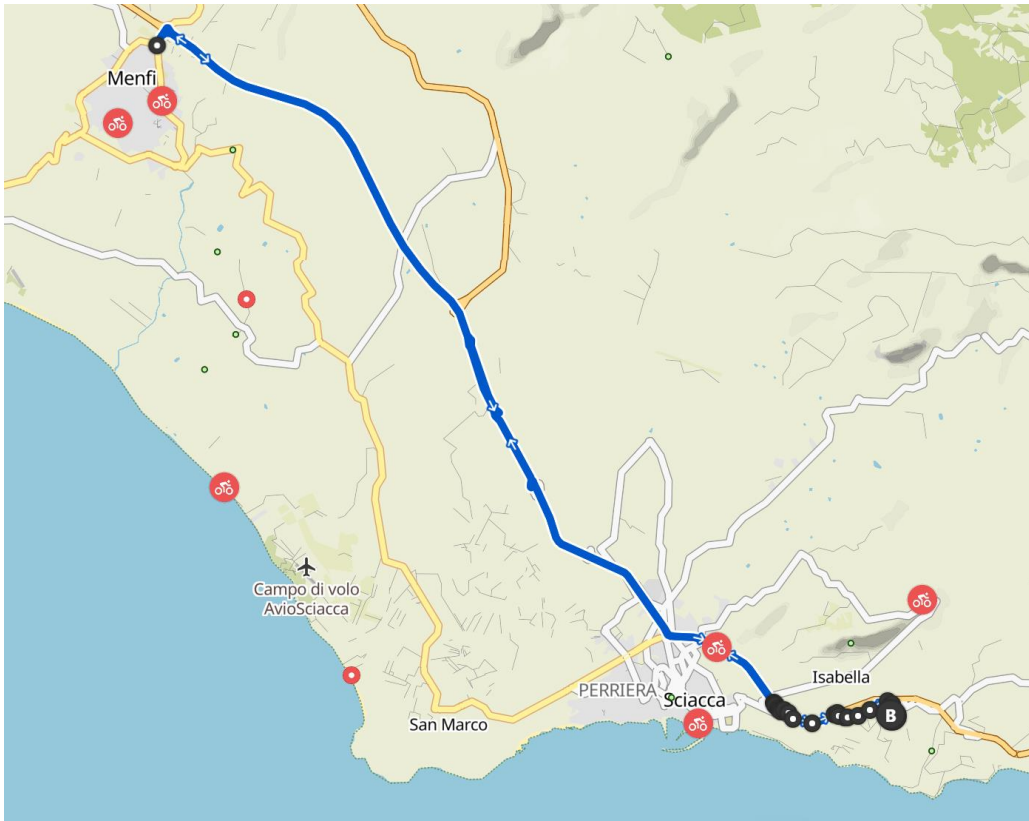 Menfi
Campo di volo
AvioSciacca
Isabella
PERRIERA
Sciacca
San Marco
B